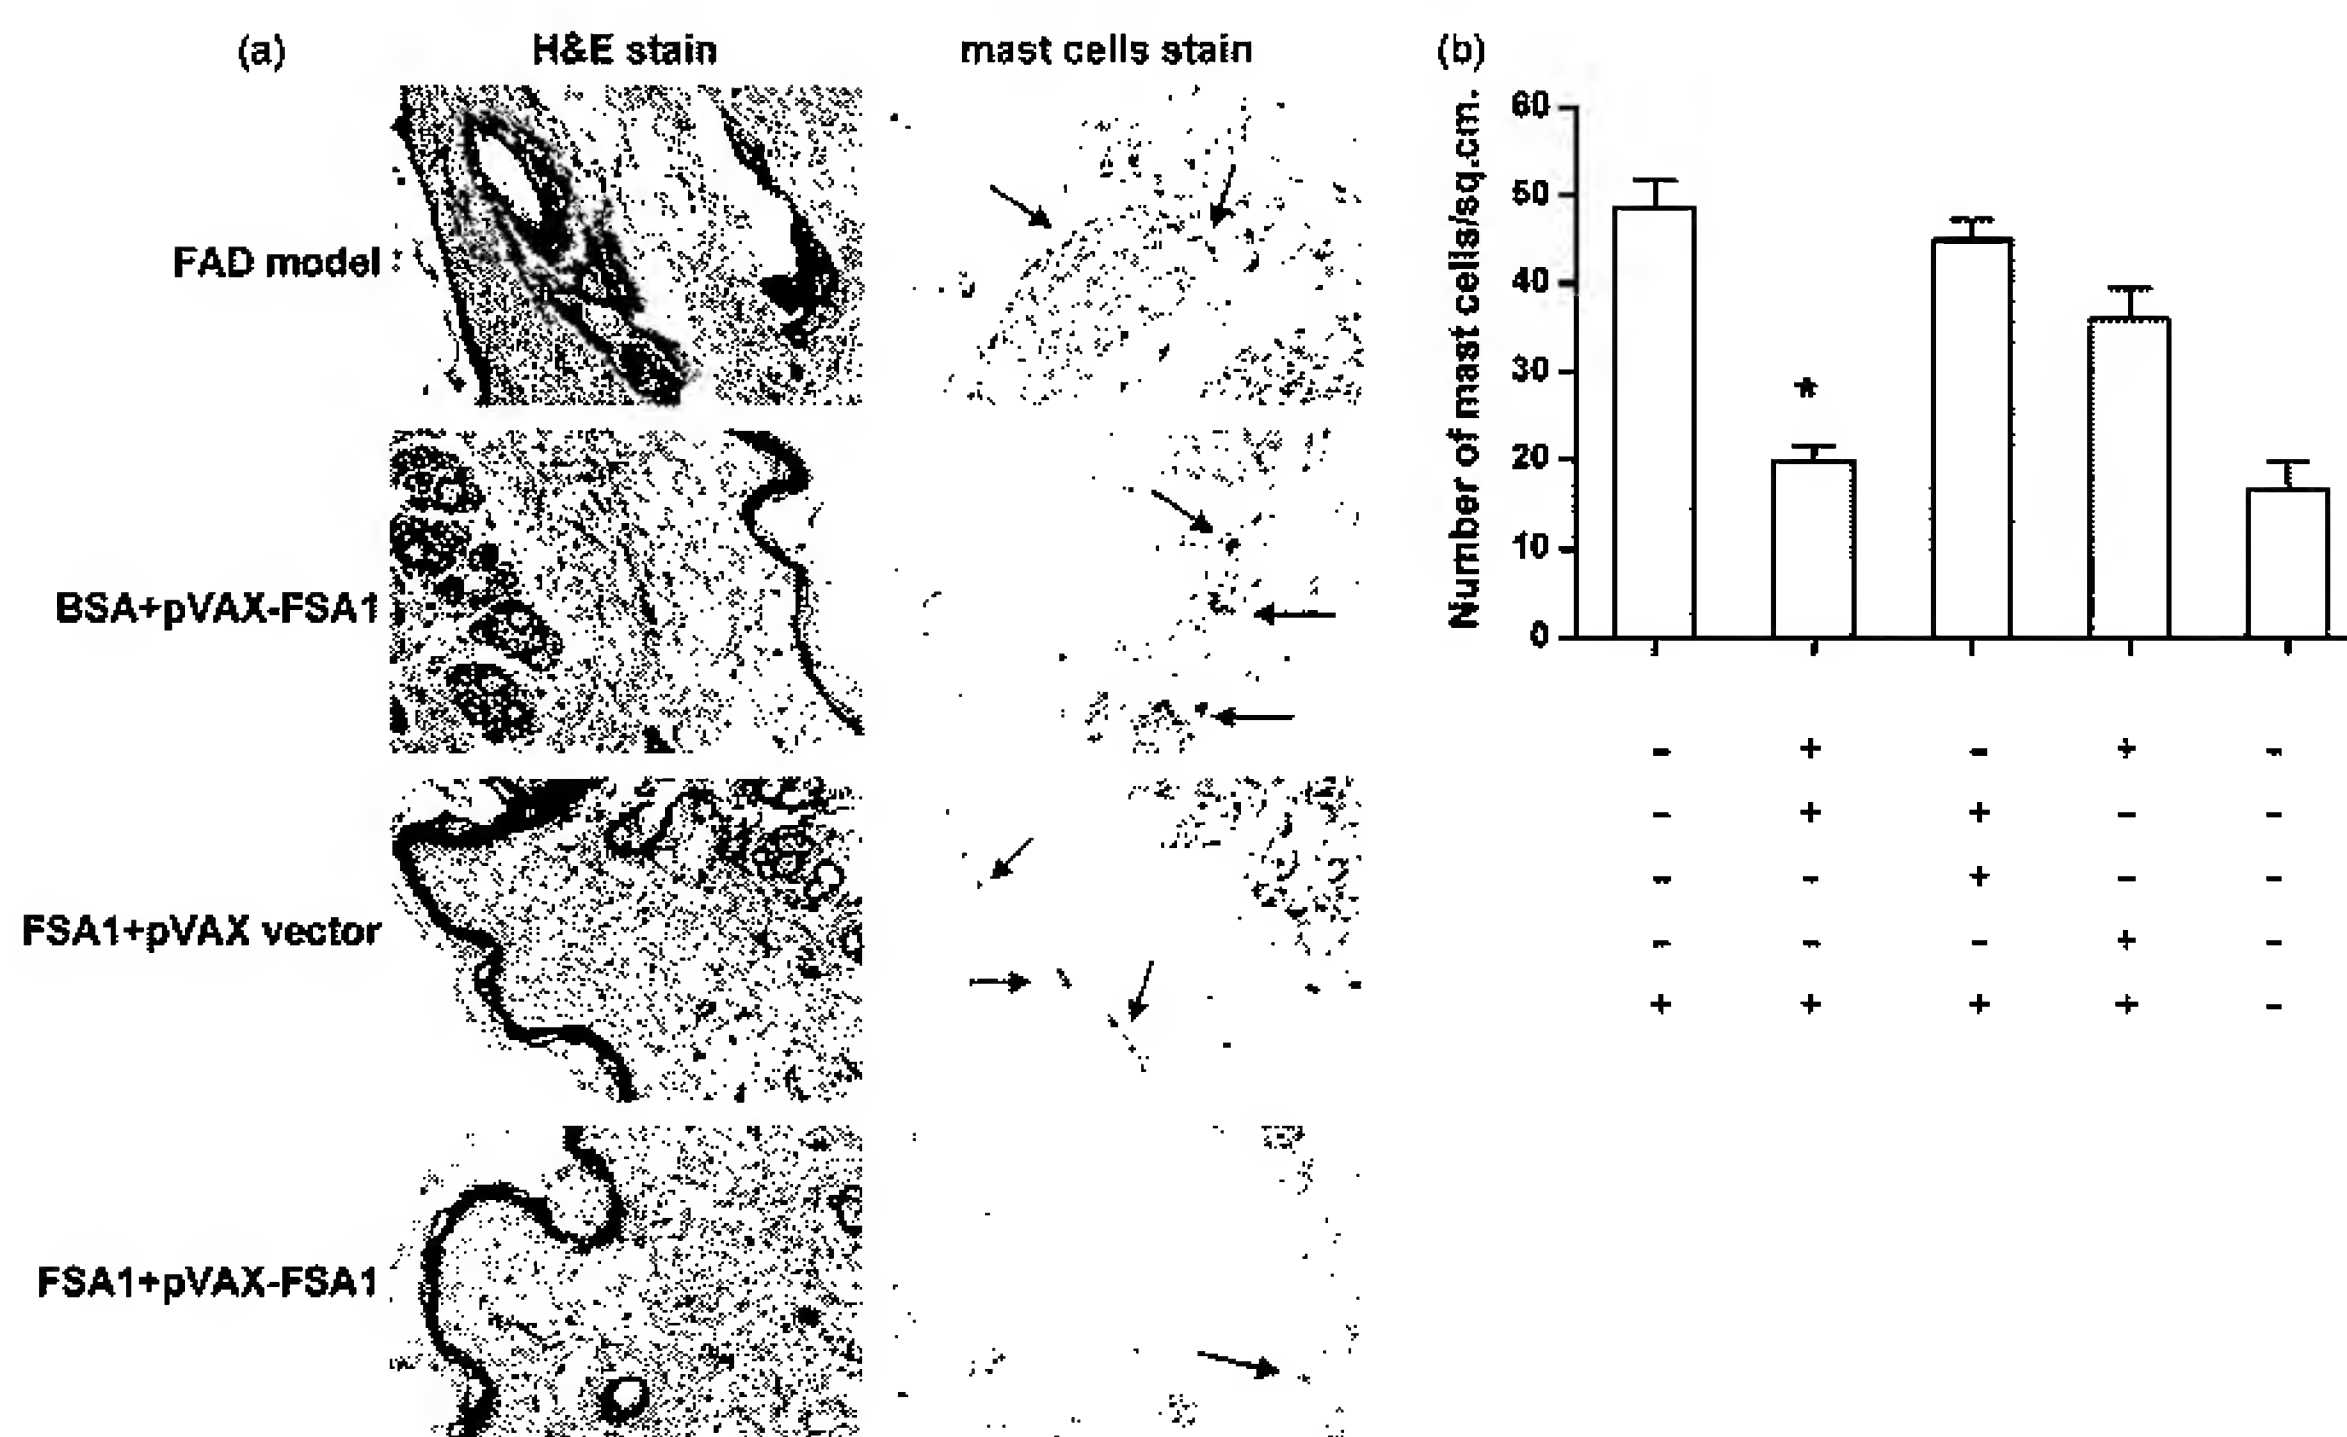 (a) H&E stain mast cells stain (b)
FAD model
BSA+pVAX-FSA1
FSA1+pVAX vector
FSA1+pVAX-FSA1
Number of mast cells/sq.cm.
60
50
40
30
20
10
0
*
- + - + -
- + + - -
- - + - -
- - - + -
+ + + + -